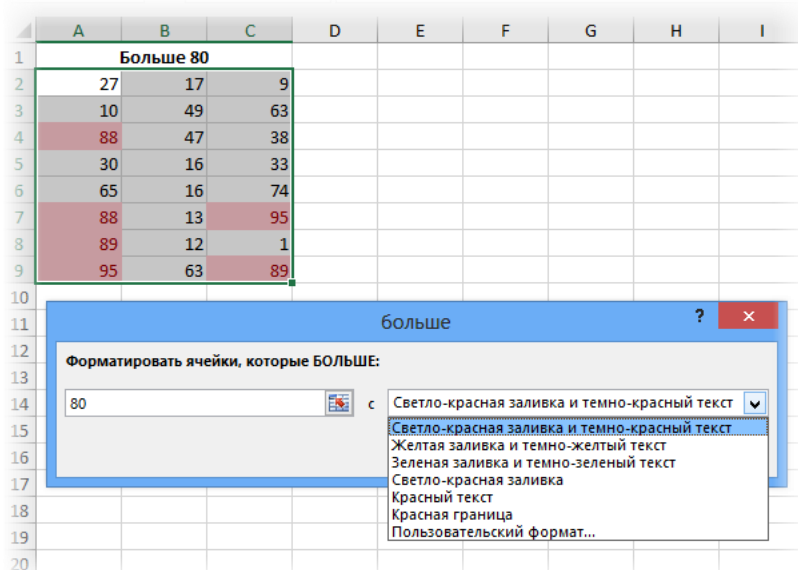 A B C D E F G H I
1 Больше 80
2 27 17 9
3 10 49 63
4 88 47 38
5 30 16 33
6 65 16 74
7 88 13 95
8 89 12 1
9 95 63 89
10
11 больше ? ×
12
Форматировать ячейки, которые БОЛЬШЕ:
13
14 80 с Светло-красная заливка и темно-красный текст
15 Светло-красная заливка и темно-красный текст
Желтая заливка и темно-желтый текст
16 Зеленая заливка и темно-зеленый текст
17 Светло-красная заливка
Красный текст
18 Красная граница
19 Пользовательский формат...
20